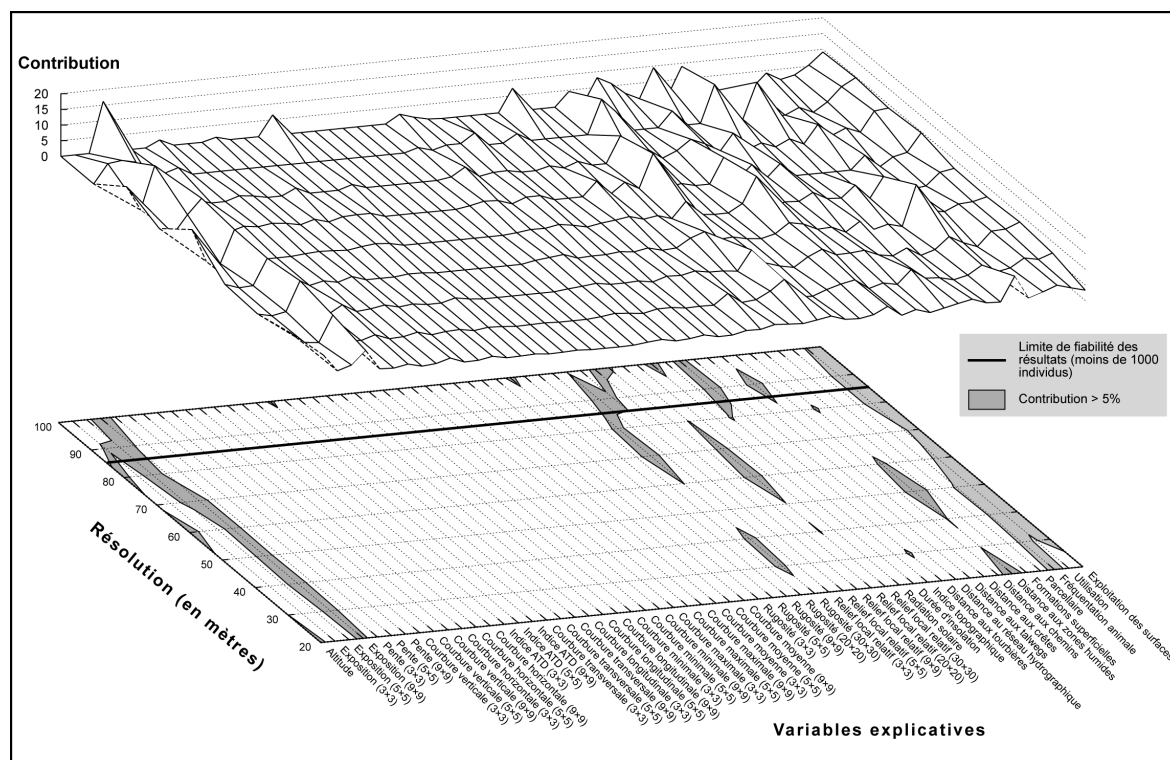 Contribution
20
15
10
5
0
Limite de fiabilité des
résultats (moins de 1000
individus)
Contribution > 5%
100
90
80
70
60
50
40
30
20
Résolution (en mètres)
Altitude
Exposition (3×3)
Exposition (5×5)
Exposition (9×9)
Pente (3×3)
Pente (5×5)
Pente (9×9)
Courbure verticale (3×3)
Courbure verticale (5×5)
Courbure verticale (9×9)
Courbure horizontale (3×3)
Courbure horizontale (5×5)
Courbure horizontale (9×9)
Indice ATD (3×3)
Indice ATD (5×5)
Indice ATD (9×9)
Courbure transversale (3×3)
Courbure transversale (5×5)
Courbure transversale (9×9)
Courbure longitudinale (3×3)
Courbure longitudinale (5×5)
Courbure longitudinale (9×9)
Courbure minimale (3×3)
Courbure minimale (5×5)
Courbure minimale (9×9)
Courbure maximale (3×3)
Courbure maximale (5×5)
Courbure maximale (9×9)
Courbure moyenne (3×3)
Courbure moyenne (5×5)
Courbure moyenne (9×9)
Rugosité (3×3)
Rugosité (5×5)
Rugosité (9×9)
Rugosité (20×20)
Rugosité (30×30)
Relief local relatif (3×3)
Relief local relatif (5×5)
Relief local relatif (9×9)
Relief local relatif (20×20)
Relief local relatif (30×30)
Radiation solaire
Durée d'insolation
Indice topographique
Distance aux tourbières
Distance au réseau hydrographique
Distance aux talwegs
Distance aux crêtes
Distance aux chemins
Distance aux zones humides
Formations superficielles
Parcellaire
Fréquentation animale
Utilisation
Exploitation des surfaces
Variables explicatives